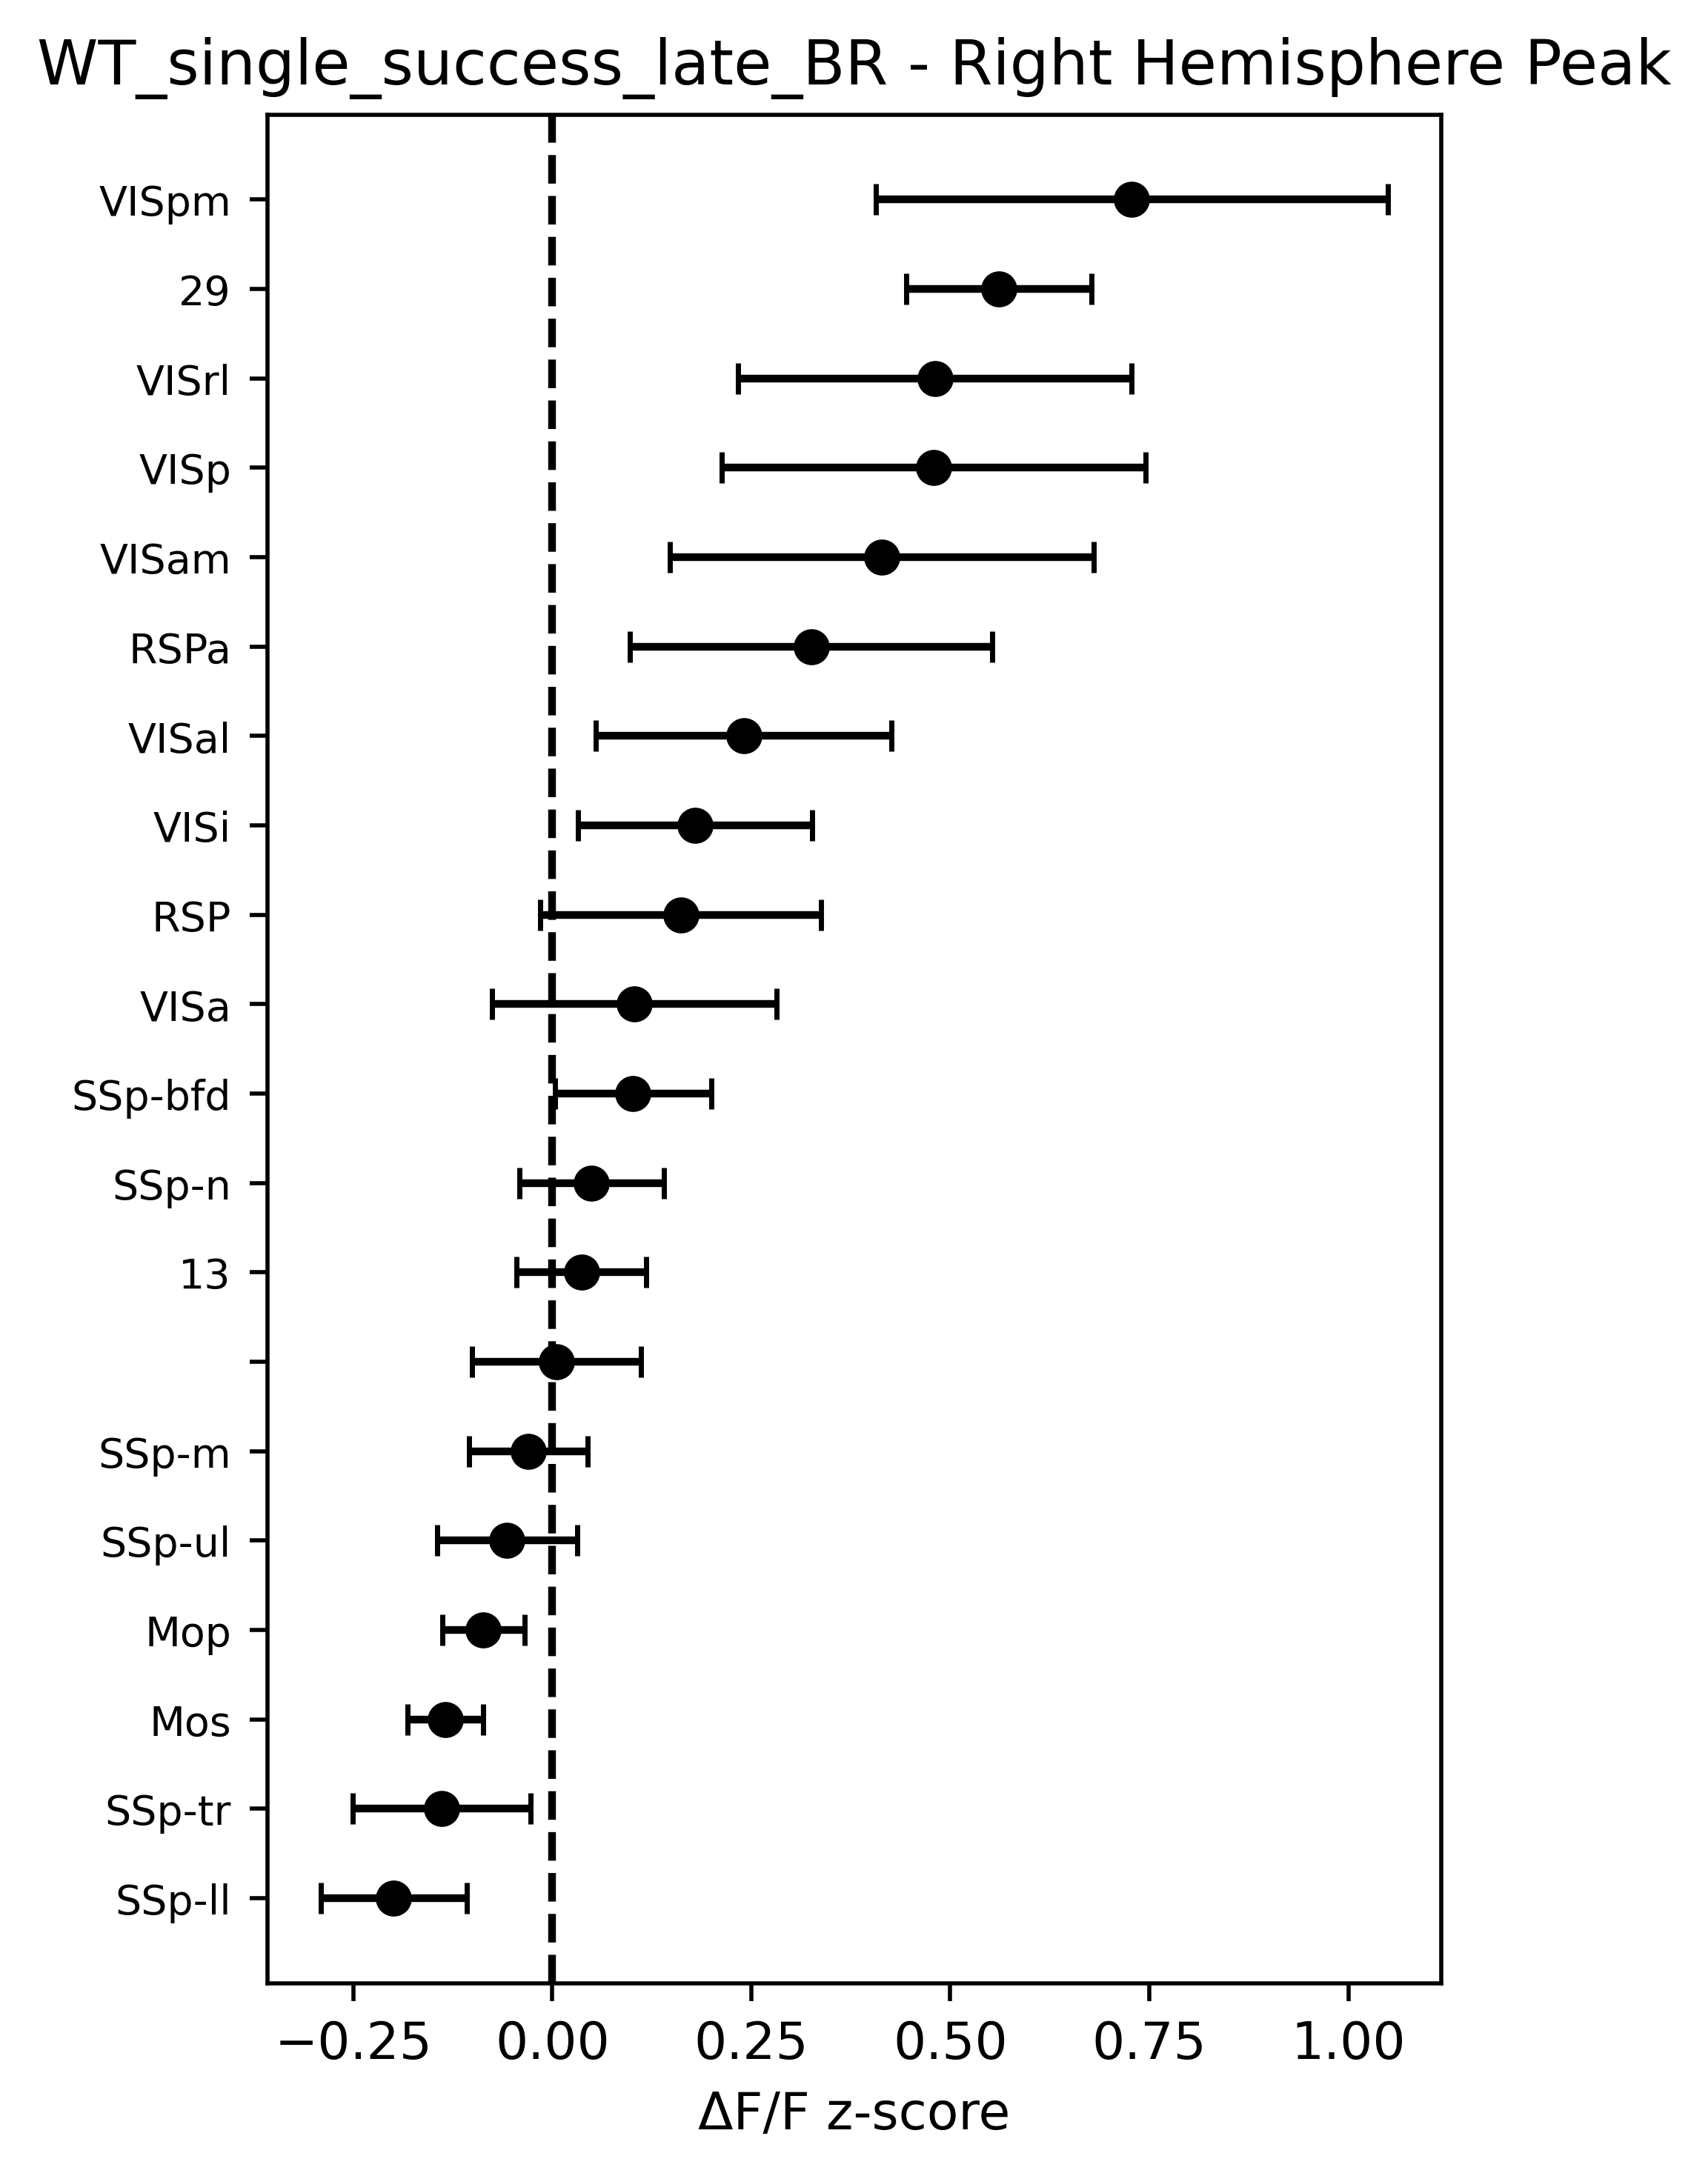 WT_single_success_late_BR - Right Hemisphere Peak
VISpm
29
VISrl
VISp
VISam
RSPa
VISal
VISi
RSP
VISa
SSp-bfd
SSp-n
13
SSp-m
SSp-ul
Mop
Mos
SSp-tr
SSp-ll
−0.25 0.00 0.25 0.50 0.75 1.00
ΔF/F z-score